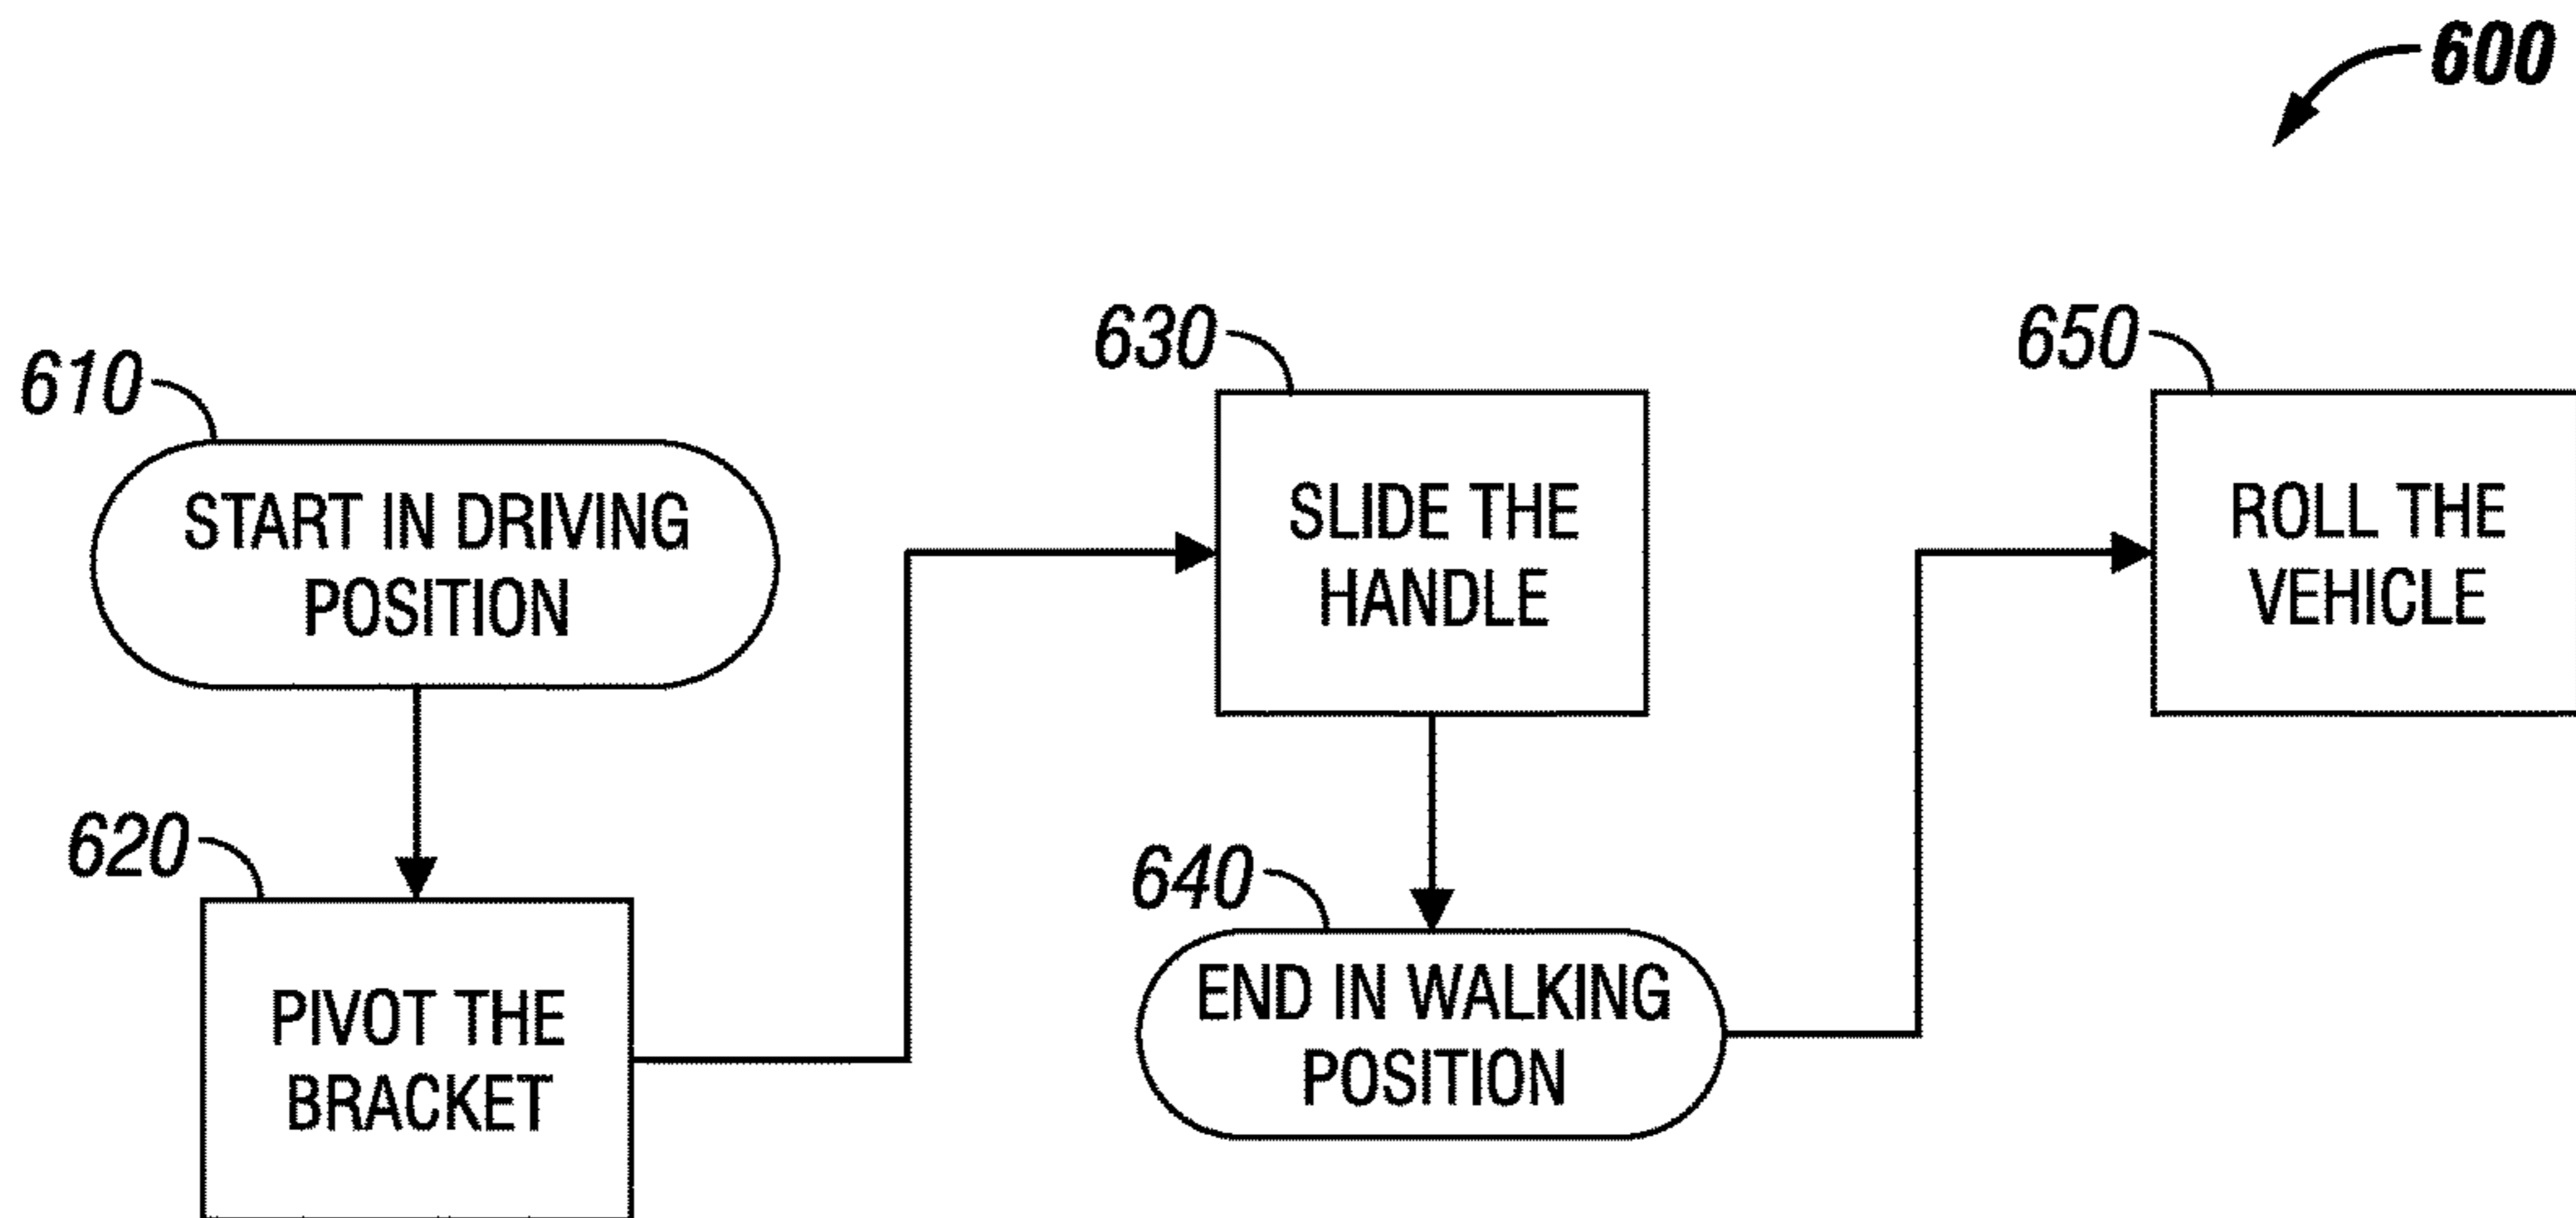 600
610
START IN DRIVING
POSITION
620
PIVOT THE
BRACKET
630
SLIDE THE
HANDLE
640
END IN WALKING
POSITION
650
ROLL THE
VEHICLE